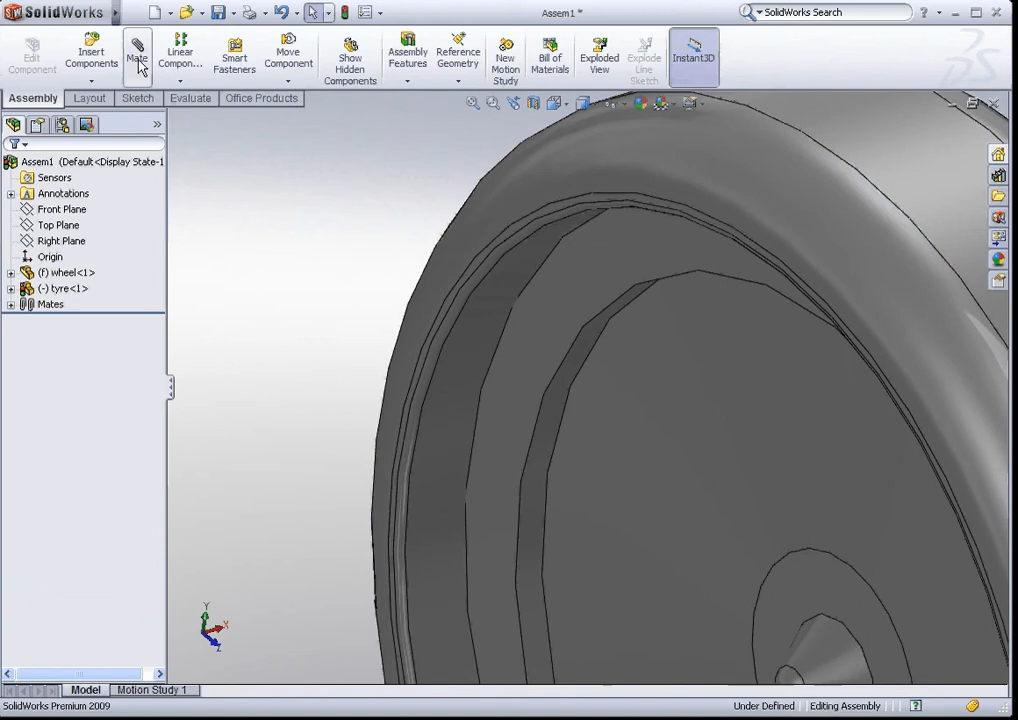 SolidWorks
Assem1 *
SolidWorks Search
Edit Component
Insert Components
Mate
Linear Compon...
Smart Fasteners
Move Component
Show Hidden Components
Assembly Features
Reference Geometry
New Motion Study
Bill of Materials
Exploded View
Explode Line Sketch
Instant3D
Assembly
Layout
Sketch
Evaluate
Office Products
Assem1 (Default<Display State-1
Sensors
Annotations
Front Plane
Top Plane
Right Plane
Origin
(f) wheel<1>
(-) tyre<1>
Mates
Y
X
Z
Model
Motion Study 1
SolidWorks Premium 2009
Under Defined
Editing Assembly